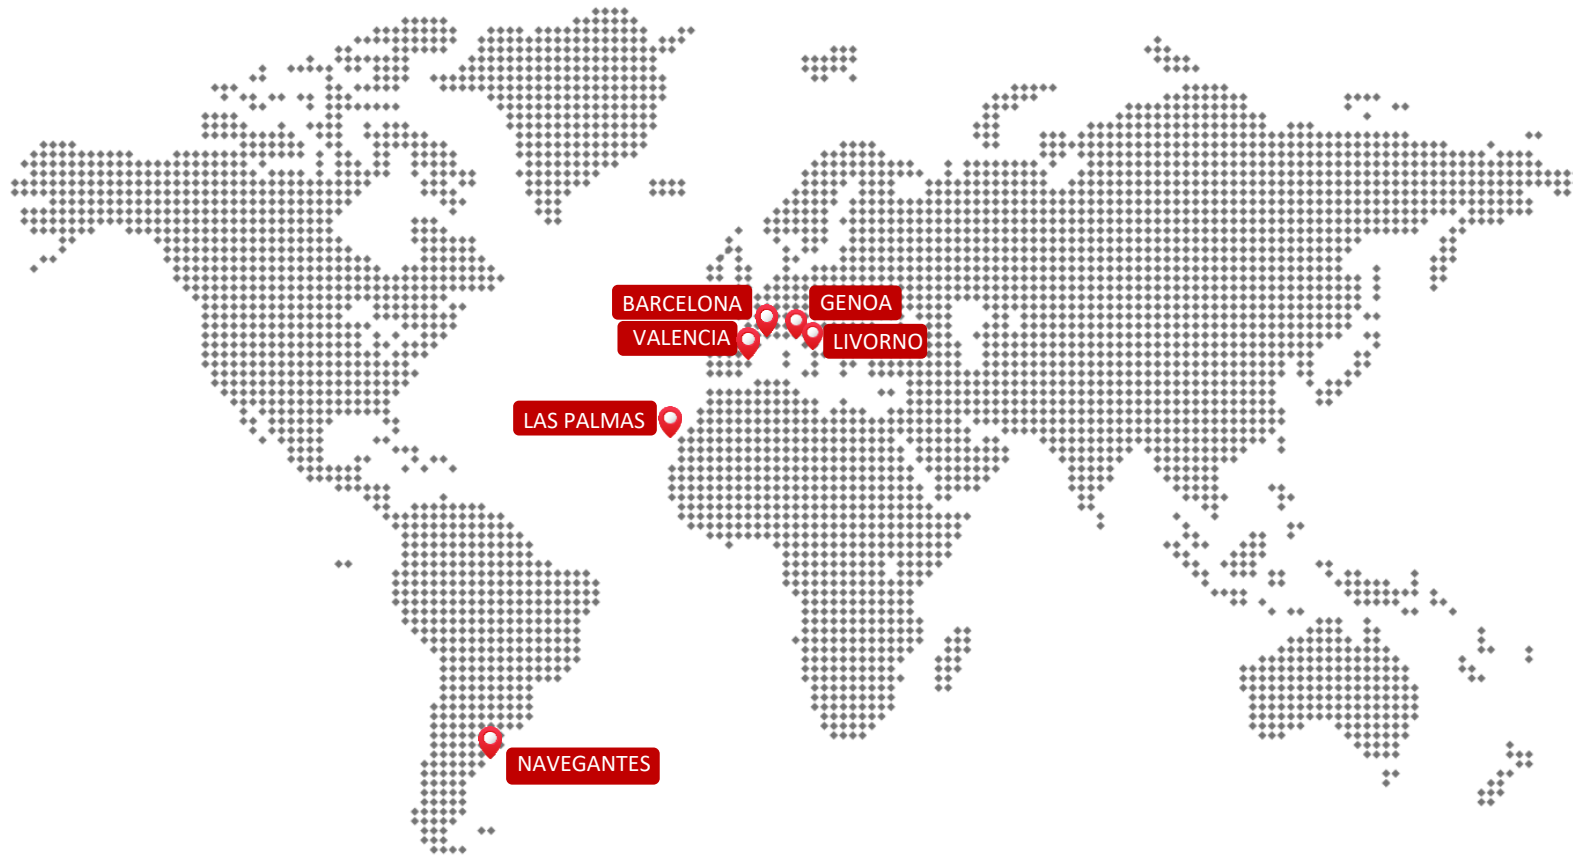 BARCELONA
GENOA
VALENCIA
LIVORNO
LAS PALMAS
NAVEGANTES